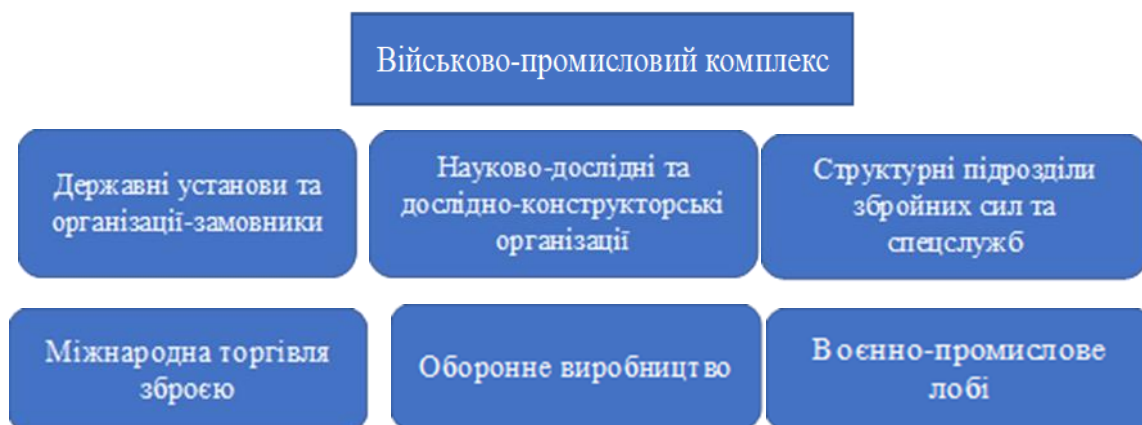 Військово-промисловий комплекс
Державні установи та
організації-замовники
Науково-дослідні та
дослідно-конструкторські
організації
Структурні підрозділи
збройних сил та
спецслужб
Міжнародна торгівля
зброєю
Оборонне виробництво
Воєнно-промислове
лобі